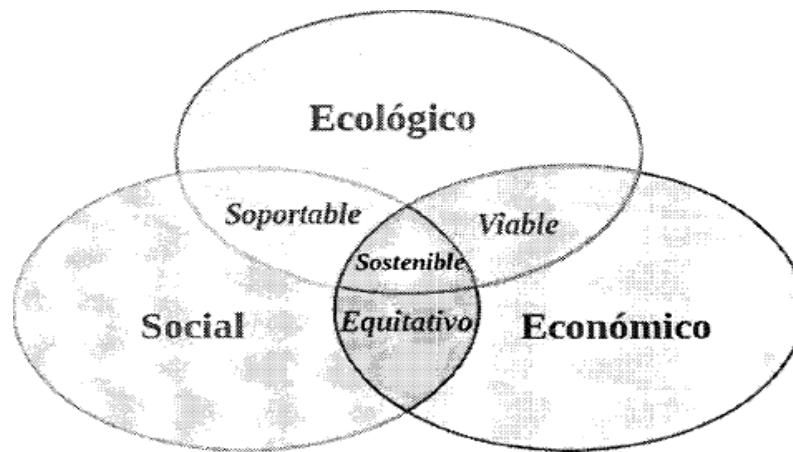 Ecológico
Soportable
Viable
Sostenible
Social
Equitativo
Económico